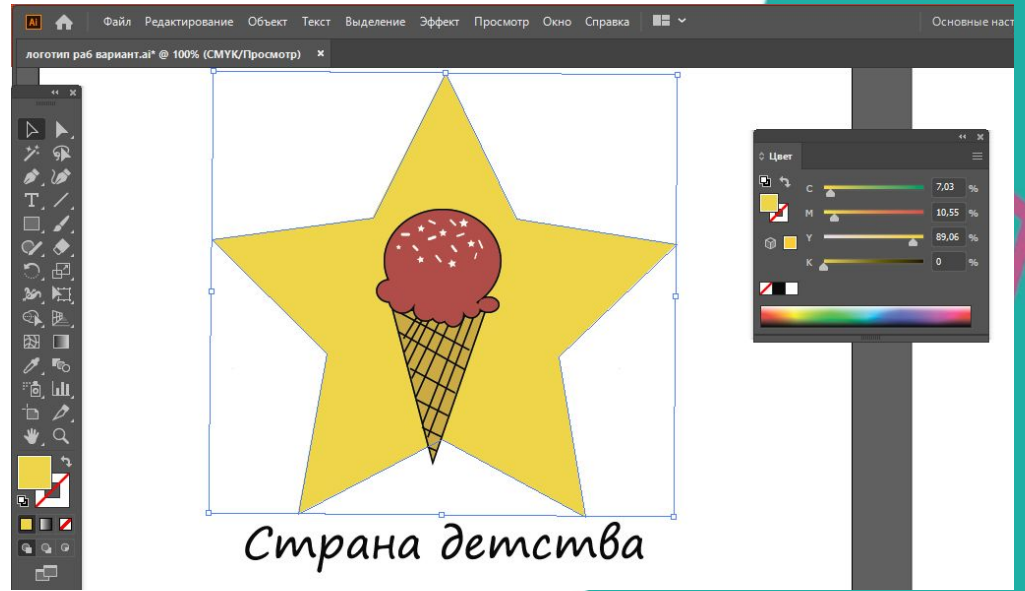 Ai Файл Редактирование Объект Текст Выделение Эффект Просмотр Окно Справка Основные наст
логотип раб вариант.ai* @ 100% (CMYK/Просмотр) ×
Цвет
C 7,03 %
M 10,55 %
Y 89,06 %
K 0 %
Страна детства